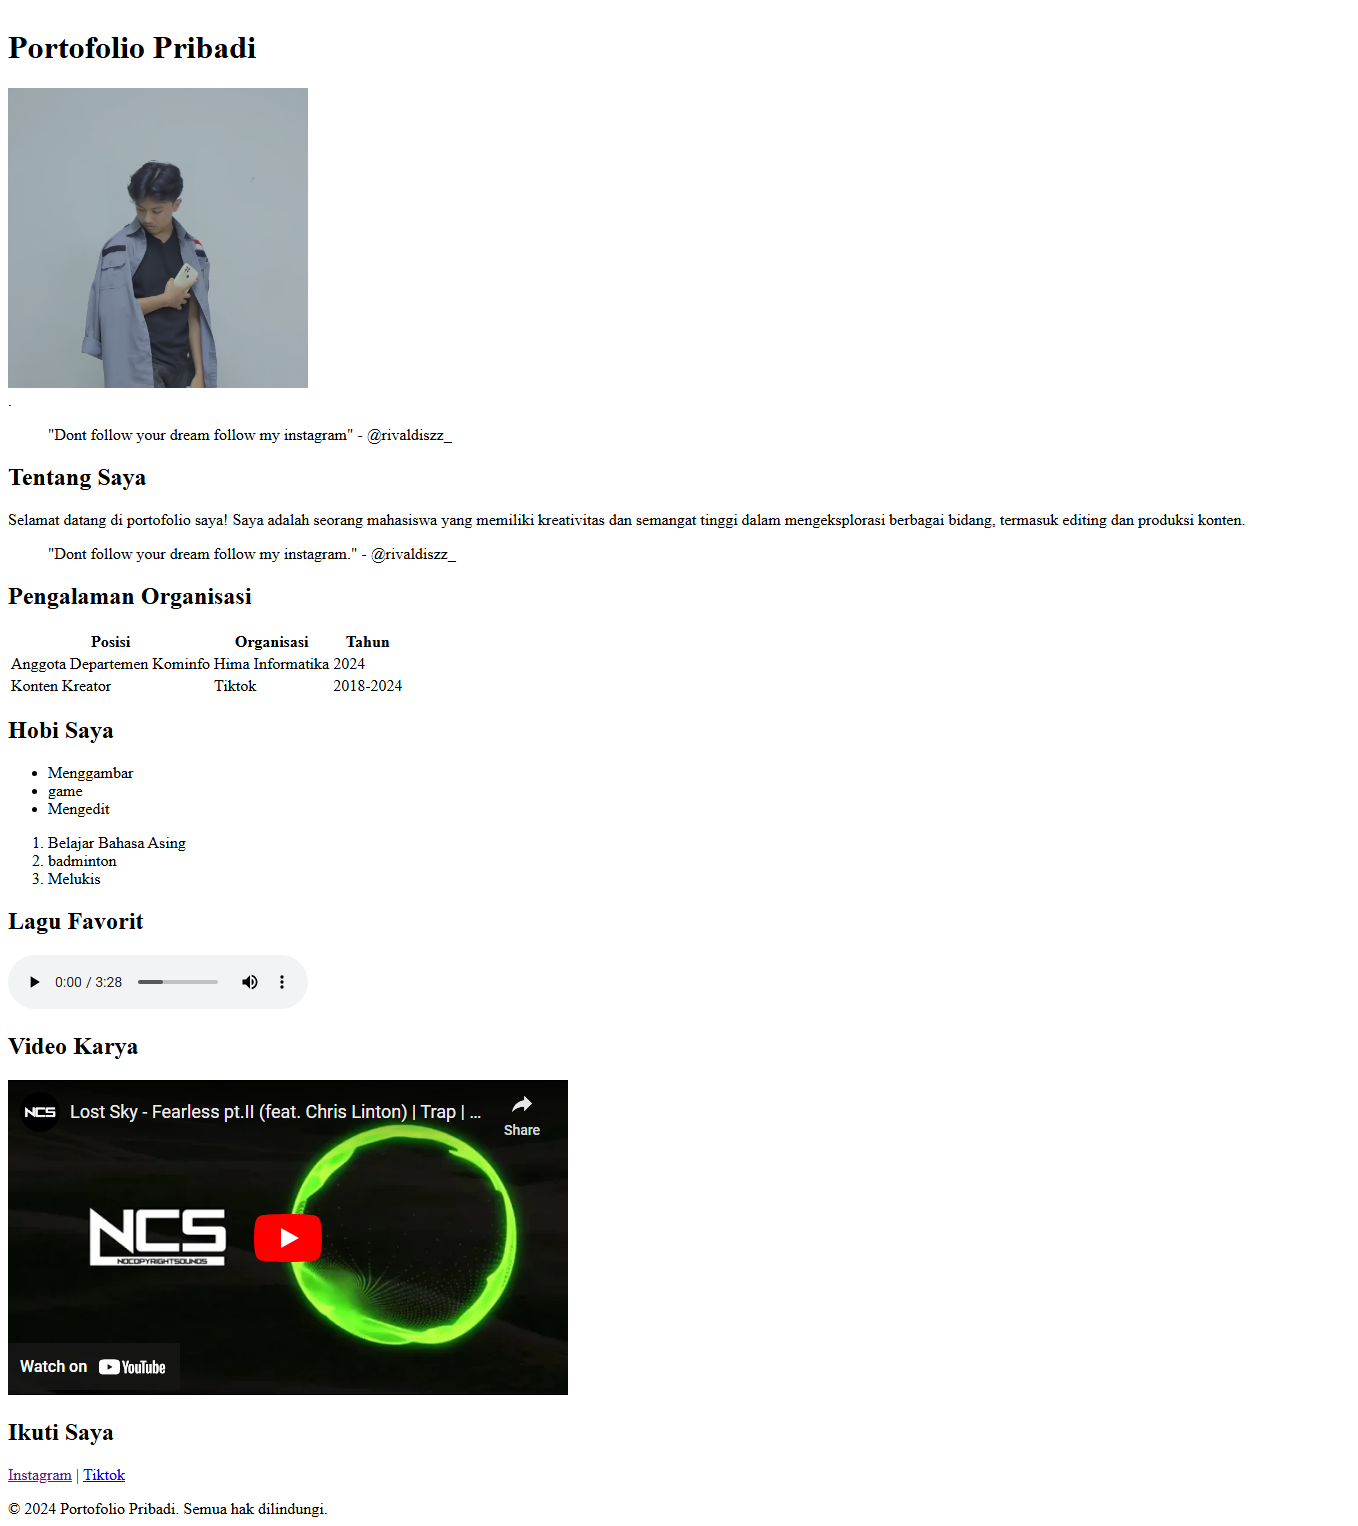 Portofolio Pribadi
.
"Dont follow your dream follow my instagram" - @rivaldiszz_
Tentang Saya
Selamat datang di portofolio saya! Saya adalah seorang mahasiswa yang memiliki kreativitas dan semangat tinggi dalam mengeksplorasi berbagai bidang, termasuk editing dan produksi konten.
"Dont follow your dream follow my instagram." - @rivaldiszz_
Pengalaman Organisasi
Posisi Organisasi Tahun
Anggota Departemen Kominfo Hima Informatika 2024
Konten Kreator Tiktok 2018-2024
Hobi Saya
• Menggambar
• game
• Mengedit
1. Belajar Bahasa Asing
2. badminton
3. Melukis
Lagu Favorit
0:00 / 3:28
Video Karya
NCS Lost Sky - Fearless pt.II (feat. Chris Linton) | Trap | ...
Share
NCS
NOCOPYRIGHTSOUNDS
Watch on YouTube
Ikuti Saya
Instagram | Tiktok
© 2024 Portofolio Pribadi. Semua hak dilindungi.